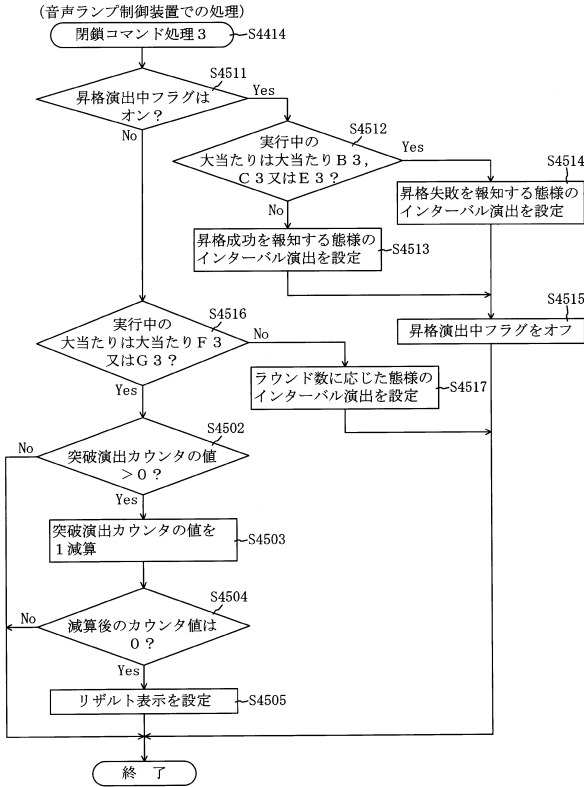 (音声ランプ制御装置での処理)
閉鎖コマンド処理3
S4414
S4511
昇格演出中フラグは
オン?
Yes
No
S4512
実行中の
大当たりは大当たりB3,
C3又はE3?
Yes
No
S4514
昇格失敗を報知する態様の
インターバル演出を設定
昇格成功を報知する態様の
インターバル演出を設定
S4513
S4515
昇格演出中フラグをオフ
S4516
実行中の
大当たりは大当たりF3
又はG3?
No
Yes
ラウンド数に応じた態様の
インターバル演出を設定
S4517
S4502
突破演出カウンタの値
>0?
No
Yes
突破演出カウンタの値を
1減算
S4503
S4504
減算後のカウンタ値は
0?
No
Yes
リザルト表示を設定
S4505
終 了